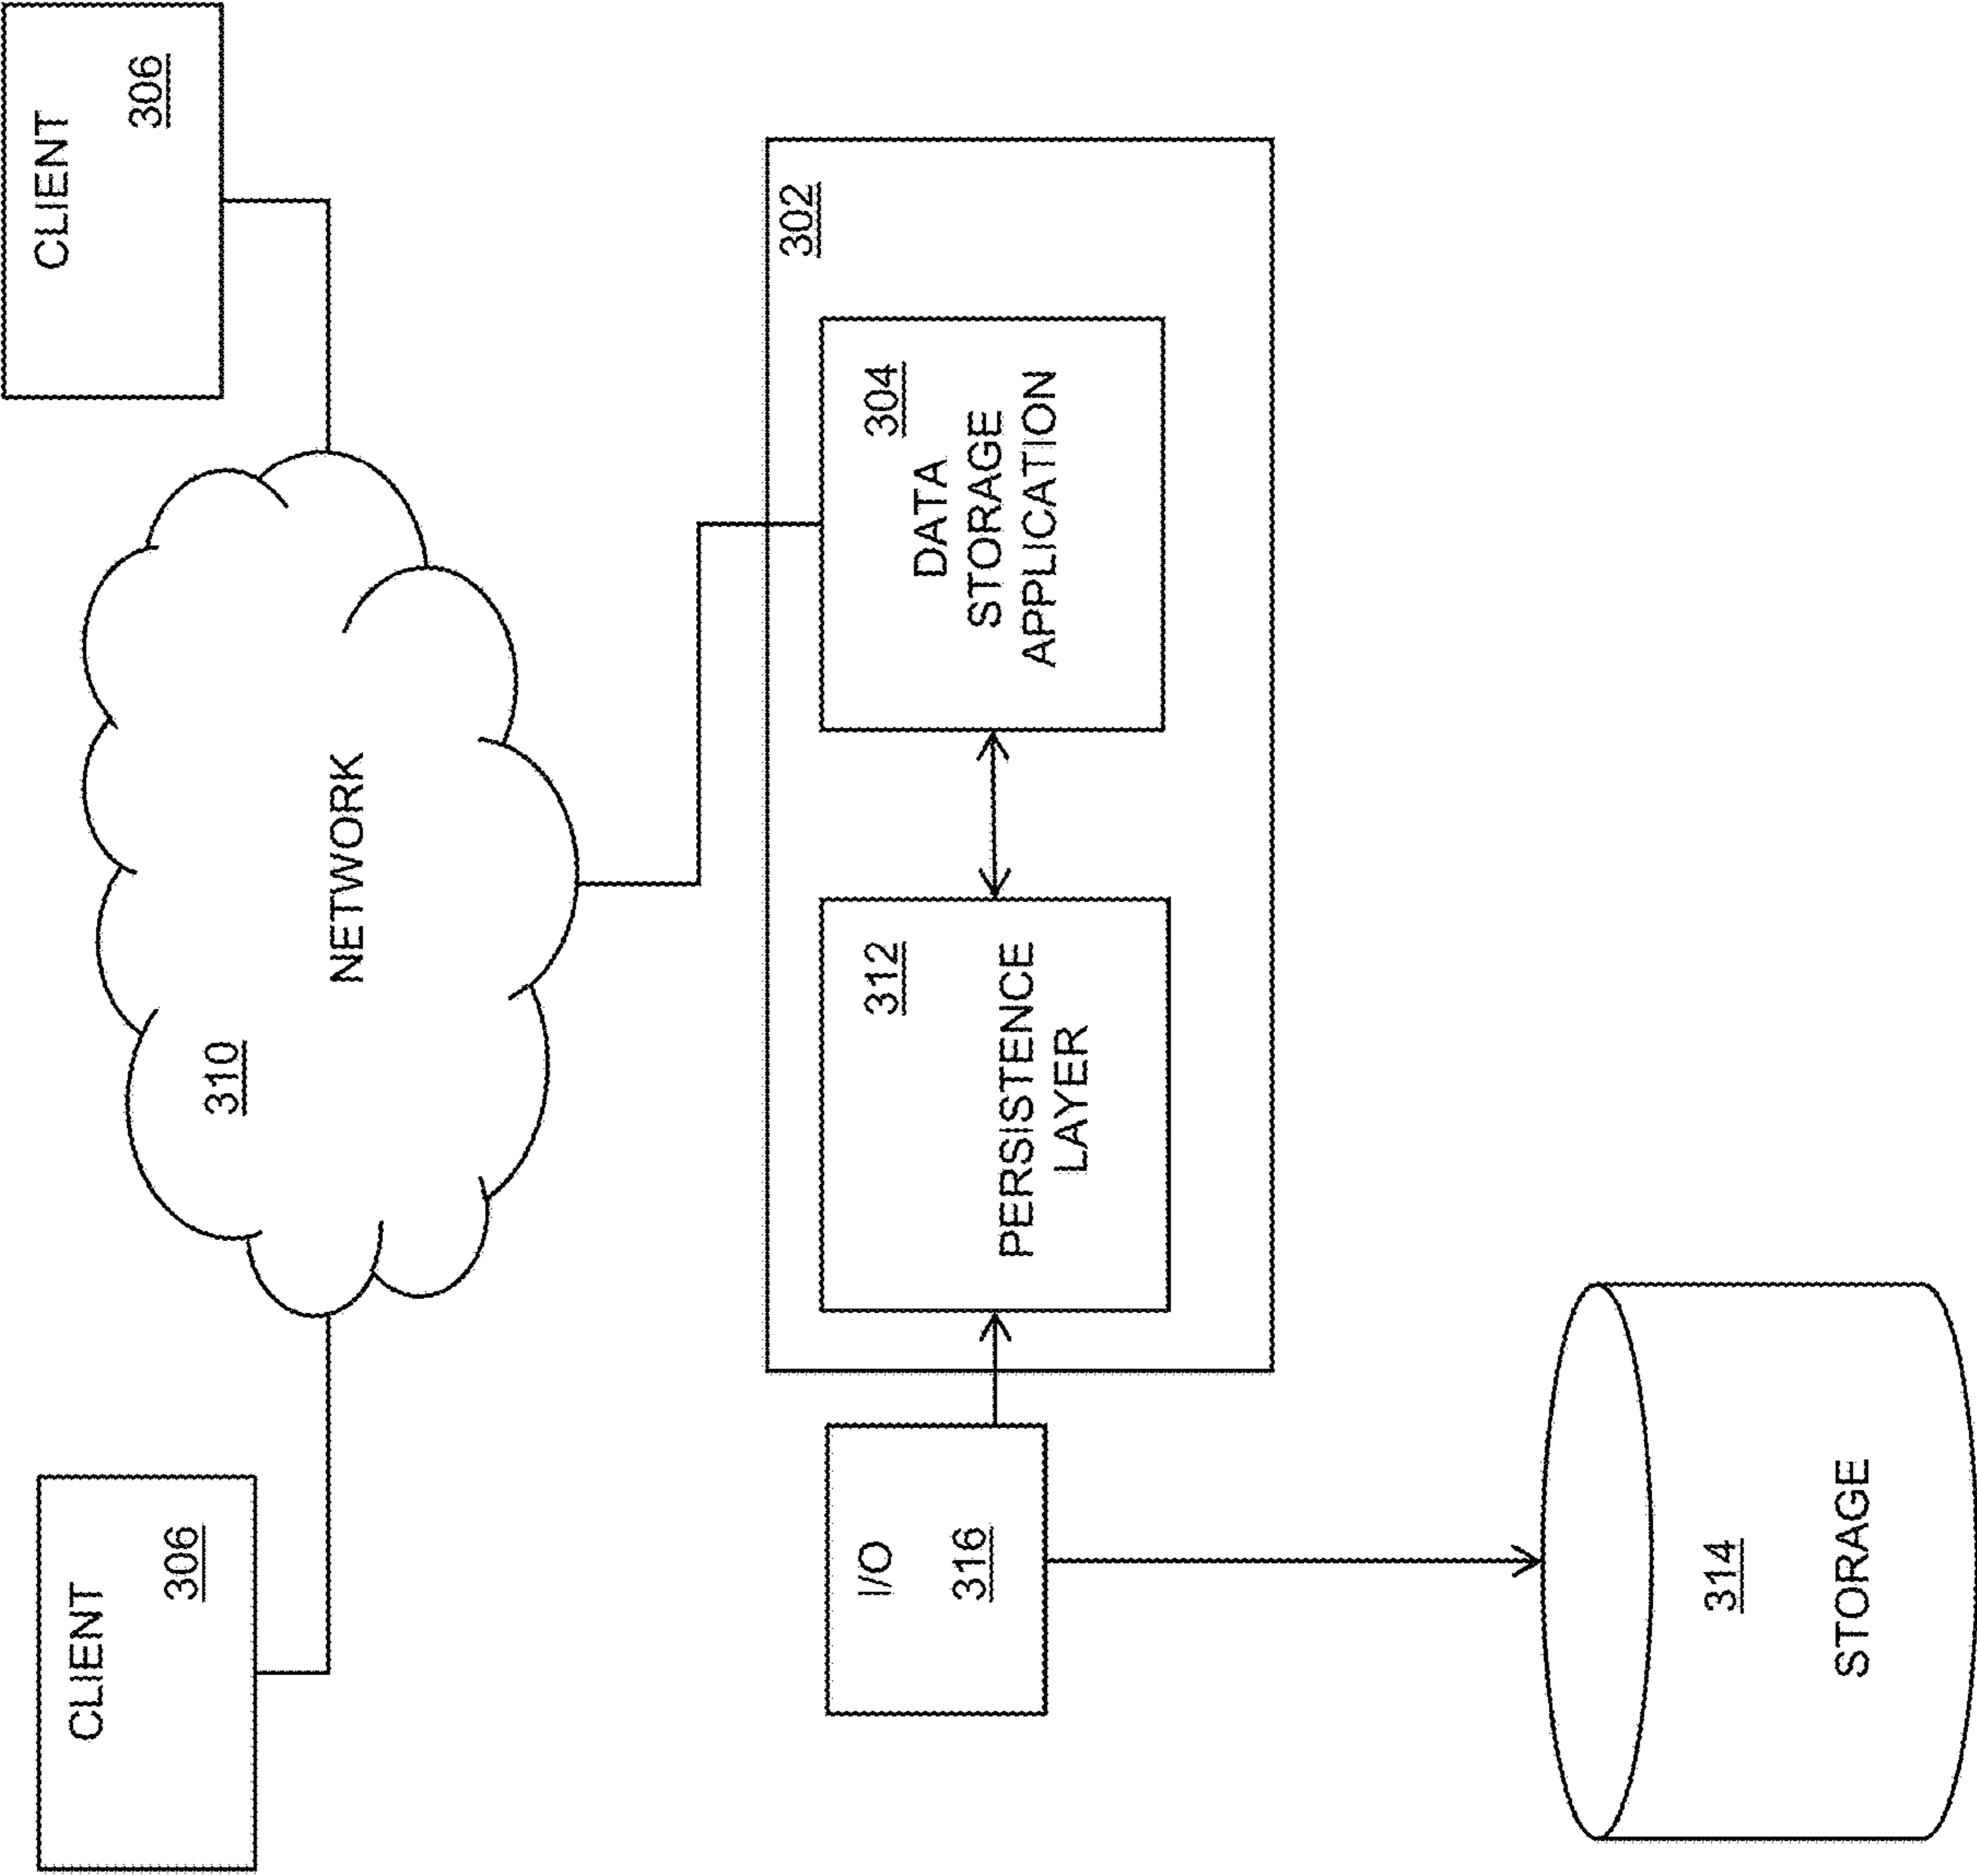 CLIENT
306
CLIENT
306
310
NETWORK
302
312
PERSISTENCE
LAYER
304
DATA
STORAGE
APPLICATION
I/O
316
314
STORAGE